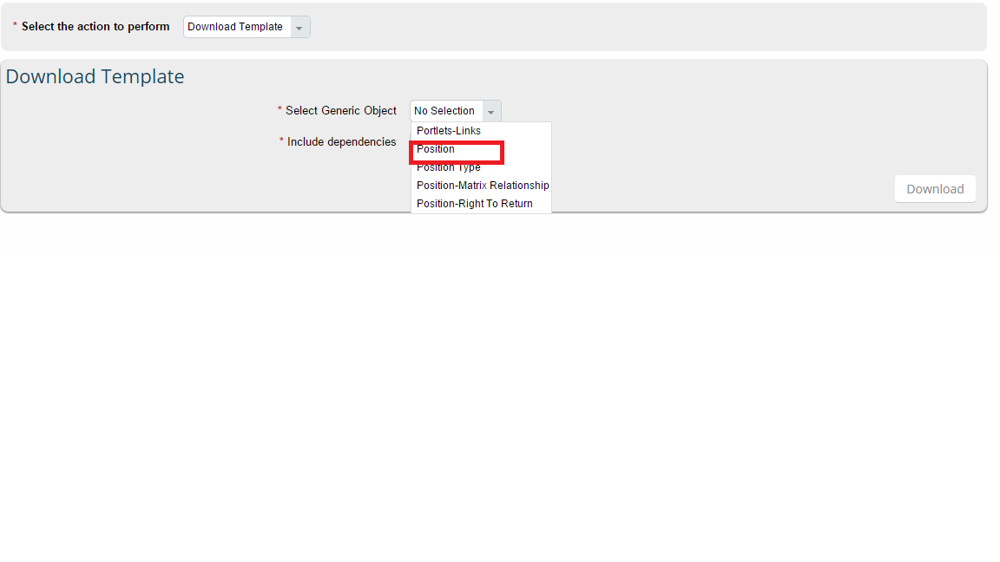 * Select the action to perform Download Template
Download Template
* Select Generic Object No Selection
Portlets-Links
* Include dependencies
Position
Position Type
Position-Matrix Relationship
Download
Position-Right To Return